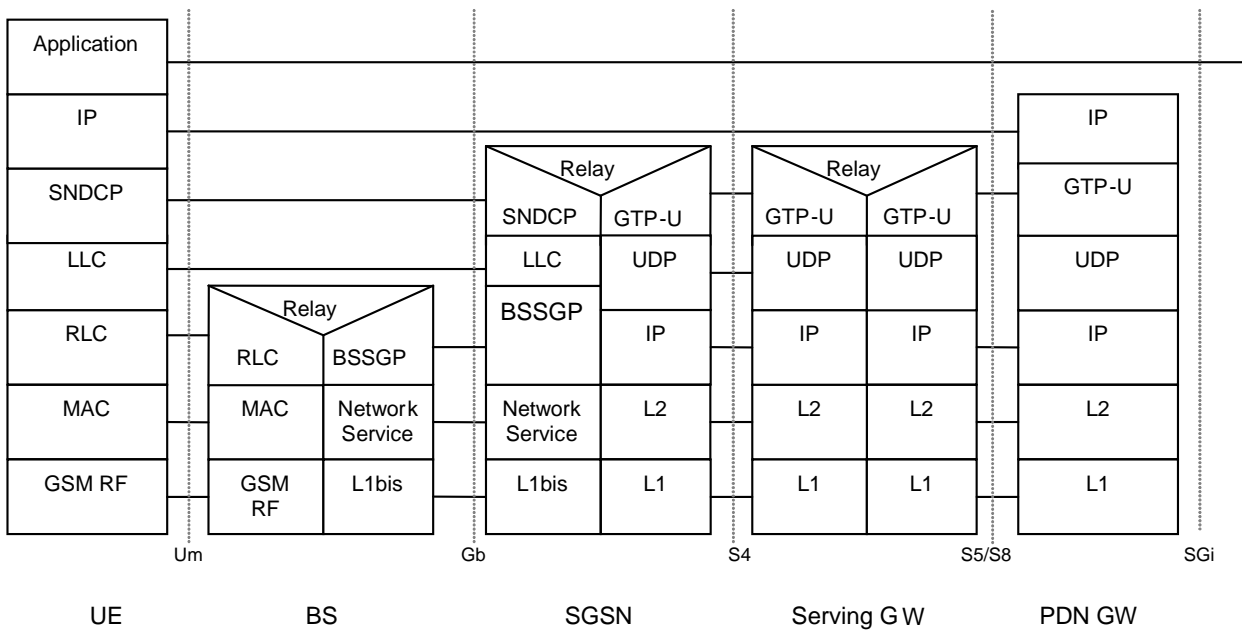 Application
IP
IP
Relay
Relay
SNDCP
GTP-U
SNDCP
GTP-U
GTP-U
GTP-U
LLC
LLC
UDP
UDP
UDP
UDP
Relay
BSSGP
RLC
IP
IP
IP
IP
RLC
BSSGP
MAC
MAC
Network
Service
Network
Service
L2
L2
L2
L2
GSM RF
GSM
RF
L1bis
L1bis
L1
L1
L1
L1
Um
Gb
S4
S5/S8
SGi
UE
BS
SGSN
Serving GW
PDN GW